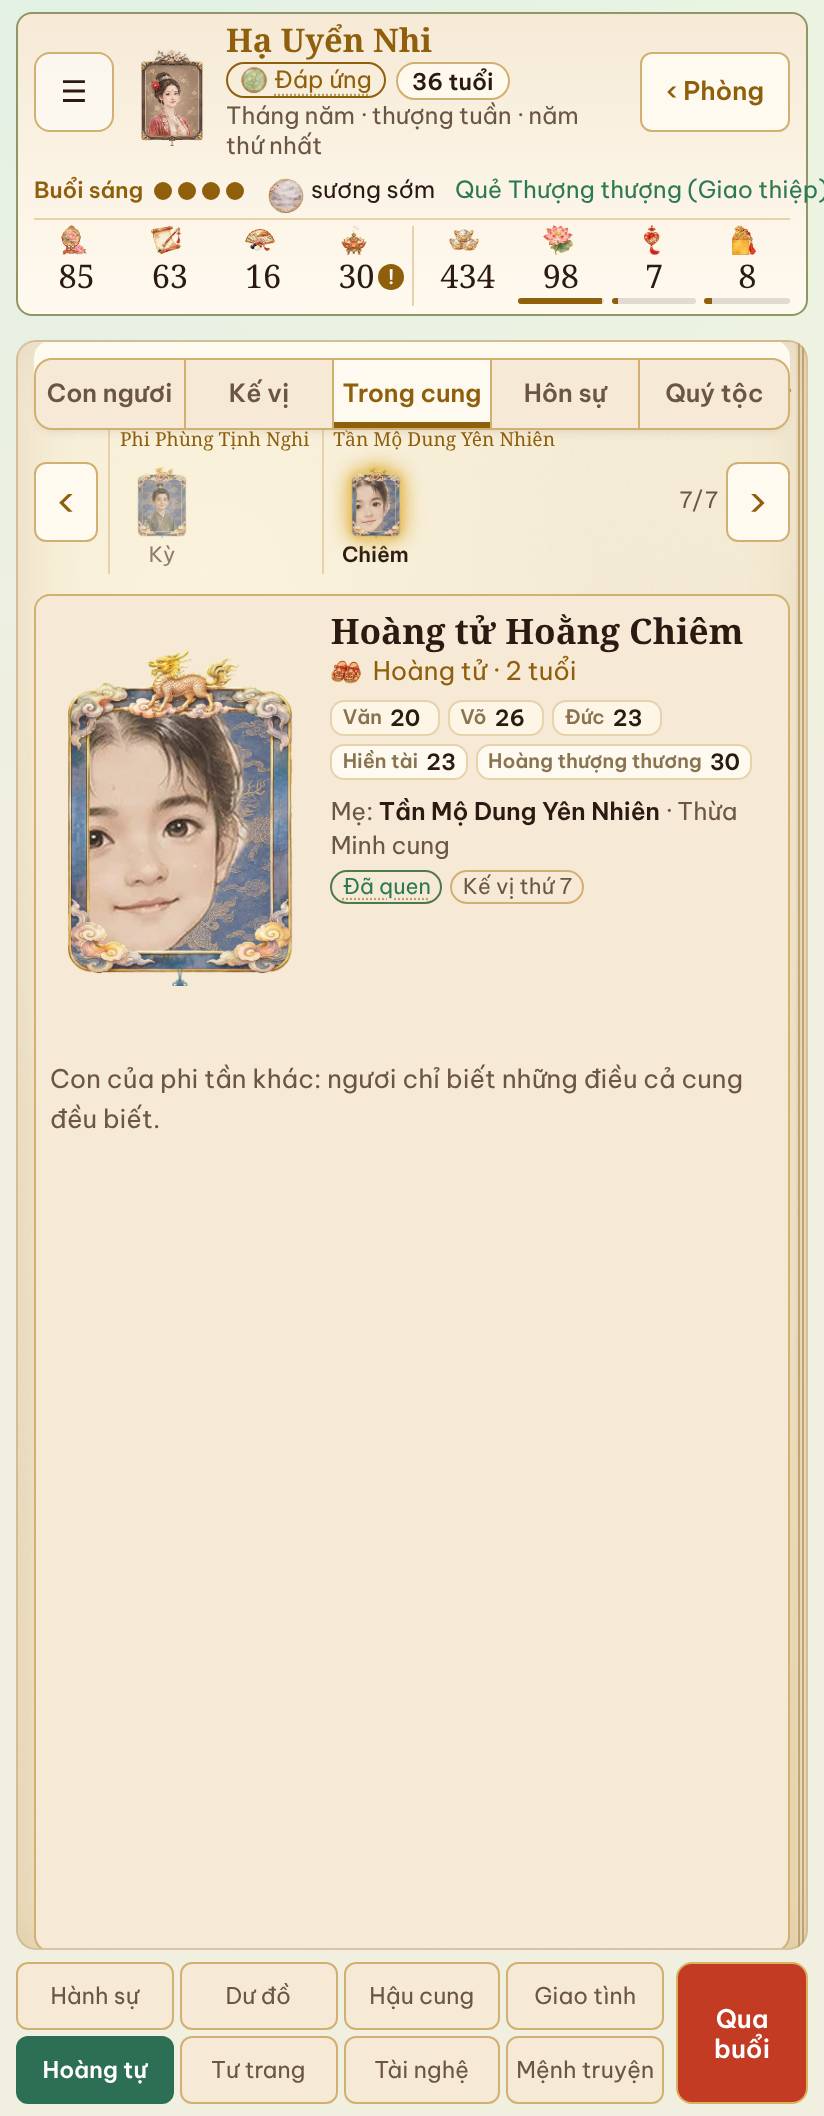 ☰
Hạ Uyển Nhi
Đáp ứng
36 tuổi
Tháng năm · thượng tuần · năm
thứ nhất
‹ Phòng
Buổi sáng
sương sớm
Quẻ Thượng thượng (Giao thiệp)
85
63
16
30
!
434
98
7
8
Con ngươi
Kế vị
Trong cung
Hôn sự
Quý tộc
Phi Phùng Tịnh Nghi
Tần Mộ Dung Yên Nhiên
‹
Kỳ
Chiêm
7/7
›
Hoàng tử Hoằng Chiêm
Hoàng tử · 2 tuổi
Văn 20
Võ 26
Đức 23
Hiền tài 23
Hoàng thượng thương 30
Mẹ: Tần Mộ Dung Yên Nhiên · Thừa
Minh cung
Đã quen
Kế vị thứ 7
Con của phi tần khác: ngươi chỉ biết những điều cả cung
đều biết.
Hành sự
Dư đồ
Hậu cung
Giao tình
Hoàng tự
Tư trang
Tài nghệ
Mệnh truyện
Qua
buổi